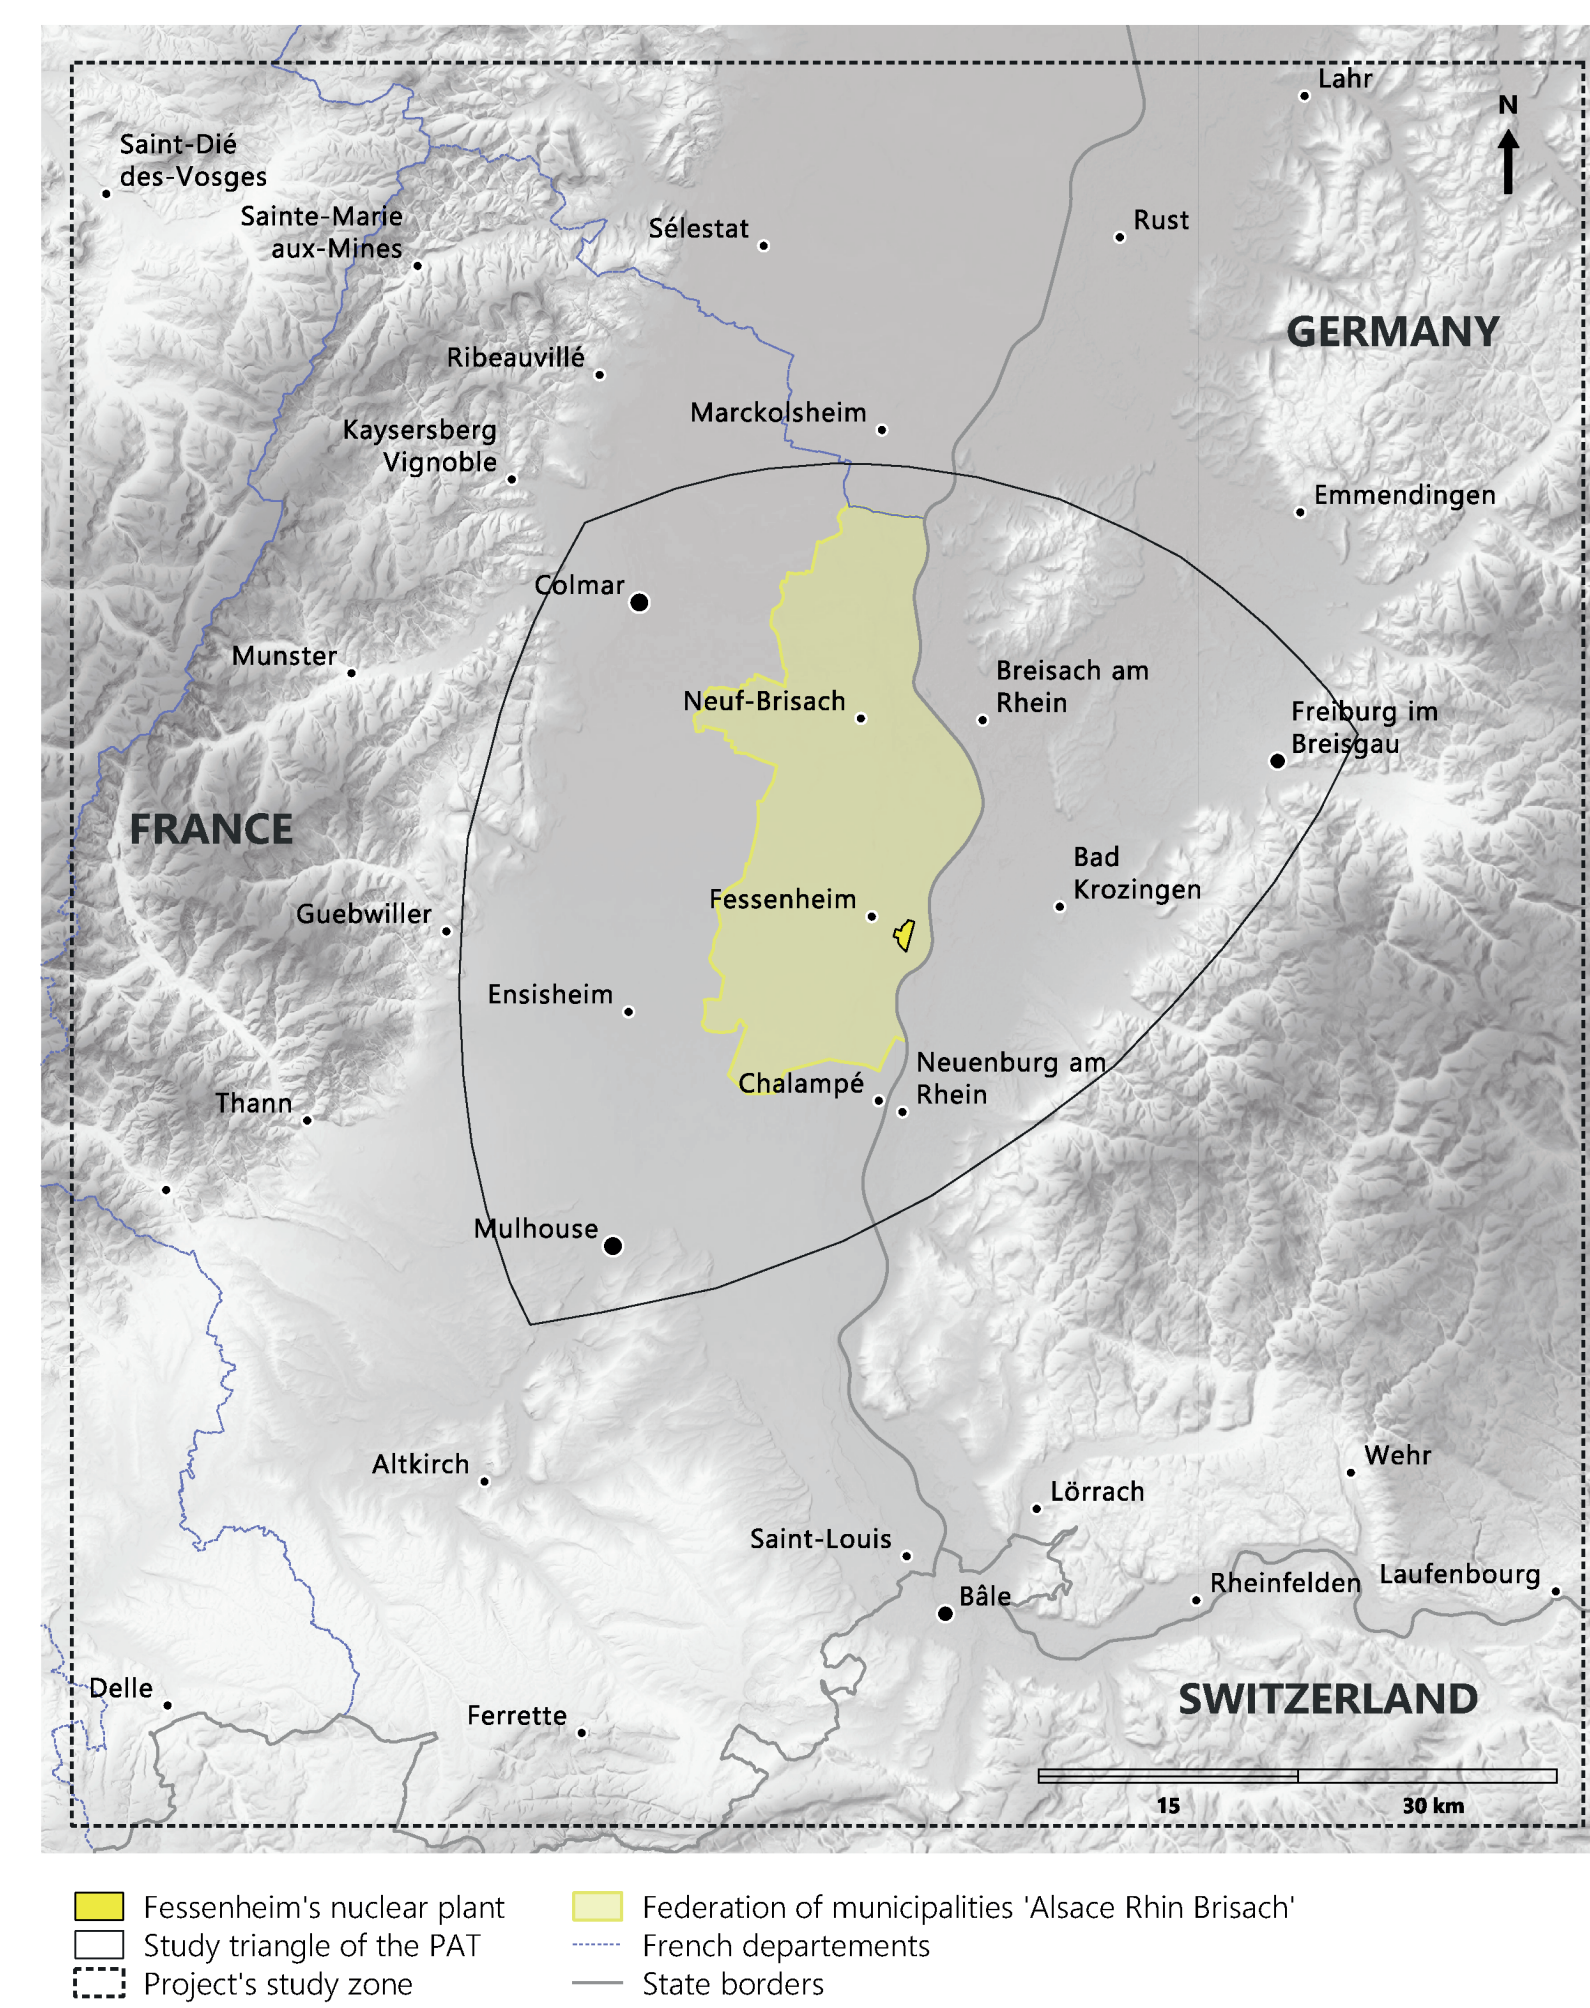 Lahr
N
Saint-Dié
des-Vosges
Sainte-Marie
aux-Mines
Sélestat
Rust
GERMANY
Ribeauvillé
Marckolsheim
Kaysersberg
Vignoble
Emmendingen
Colmar
Munster
Breisach am
Rhein
Neuf-Brisach
Freiburg im
Breisgau
FRANCE
Bad
Krozingen
Fessenheim
Guebwiller
Ensisheim
Neuenburg am
Rhein
Chalampé
Thann
Mulhouse
Altkirch
Wehr
Lörrach
Saint-Louis
Bâle
Rheinfelden
Laufenbourg
Delle
Ferrette
SWITZERLAND
15 30 km
Fessenheim's nuclear plant
Study triangle of the PAT
Project's study zone
Federation of municipalities 'Alsace Rhin Brisach'
French departements
State borders